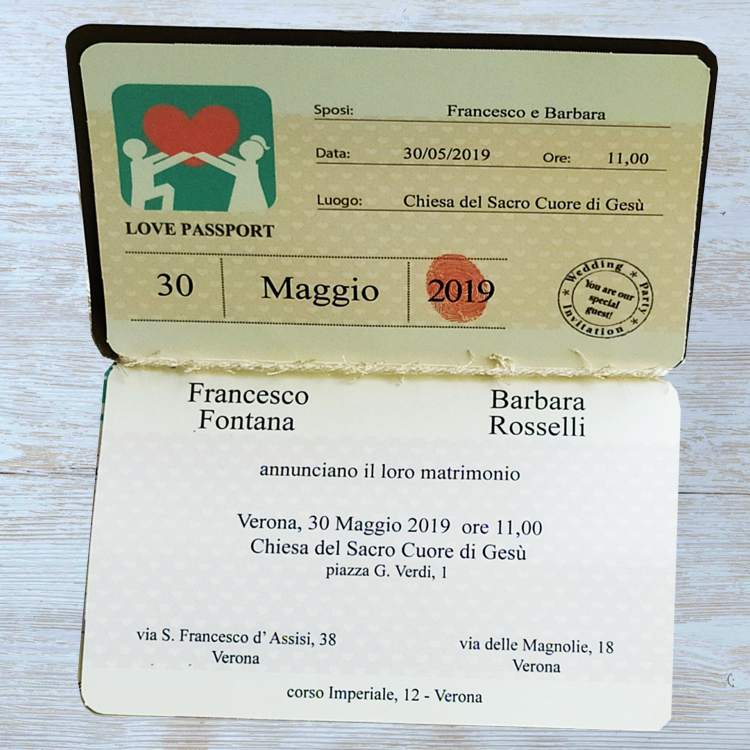 Sposi: Francesco e Barbara
Data: 30/05/2019 Ore: 11,00
Luogo: Chiesa del Sacro Cuore di Gesù
LOVE PASSPORT
30 Maggio 2019
Wedding Party
You are our
special
guest!
Invitation
Francesco
Fontana
Barbara
Rosselli
annunciano il loro matrimonio
Verona, 30 Maggio 2019 ore 11,00
Chiesa del Sacro Cuore di Gesù
piazza G. Verdi, 1
via S. Francesco d' Assisi, 38
Verona
via delle Magnolie, 18
Verona
corso Imperiale, 12 - Verona